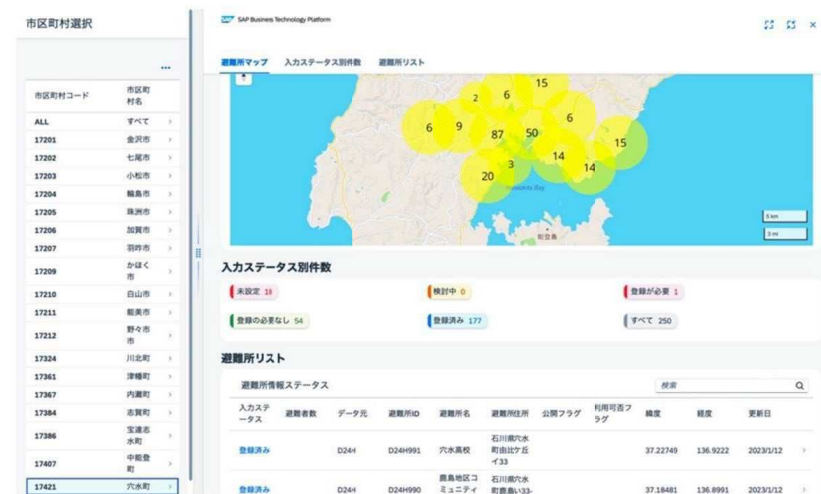 市区町村選択
...
市区町村コード 市区町
村名
ALL すべて
17201 金沢市
17202 七尾市
17203 小松市
17204 輪島市
17205 珠洲市
17206 加賀市
17207 羽咋市
17209 かほく
市
17210 白山市
17211 能美市
17212 野々市
市
17324 川北町
17361 津幡町
17367 内灘町
17384 志賀町
17386 宝達志
水町
17407 中能登
町
17421 穴水町
SAP SAP Business Technology Platform
避難所マップ 入力ステータス別件数 避難所リスト
15
2
6
6
9
87
50
6
15
3
14
14
20
能登島
5 km
3 mi
入力ステータス別件数
未設定 18
検討中 0
登録が必要 1
登録の必要なし 54
登録済み 177
すべて 250
避難所リスト
避難所情報ステータス
検索
入力ステ
ータス 避難者数 データ元 避難所ID 避難所名 避難所住所 公開フラグ 利用可否フ
ラグ 緯度 経度 更新日
登録済み D24H D24H991 穴水高校 石川県穴水
町由比ケ丘
イ33 37.22749 136.9222 2023/1/12
登録済み D24H D24H990 鹿島地区コ
ミュニティ 石川県穴水
町鹿島い33- 37.18481 136.8991 2023/1/12